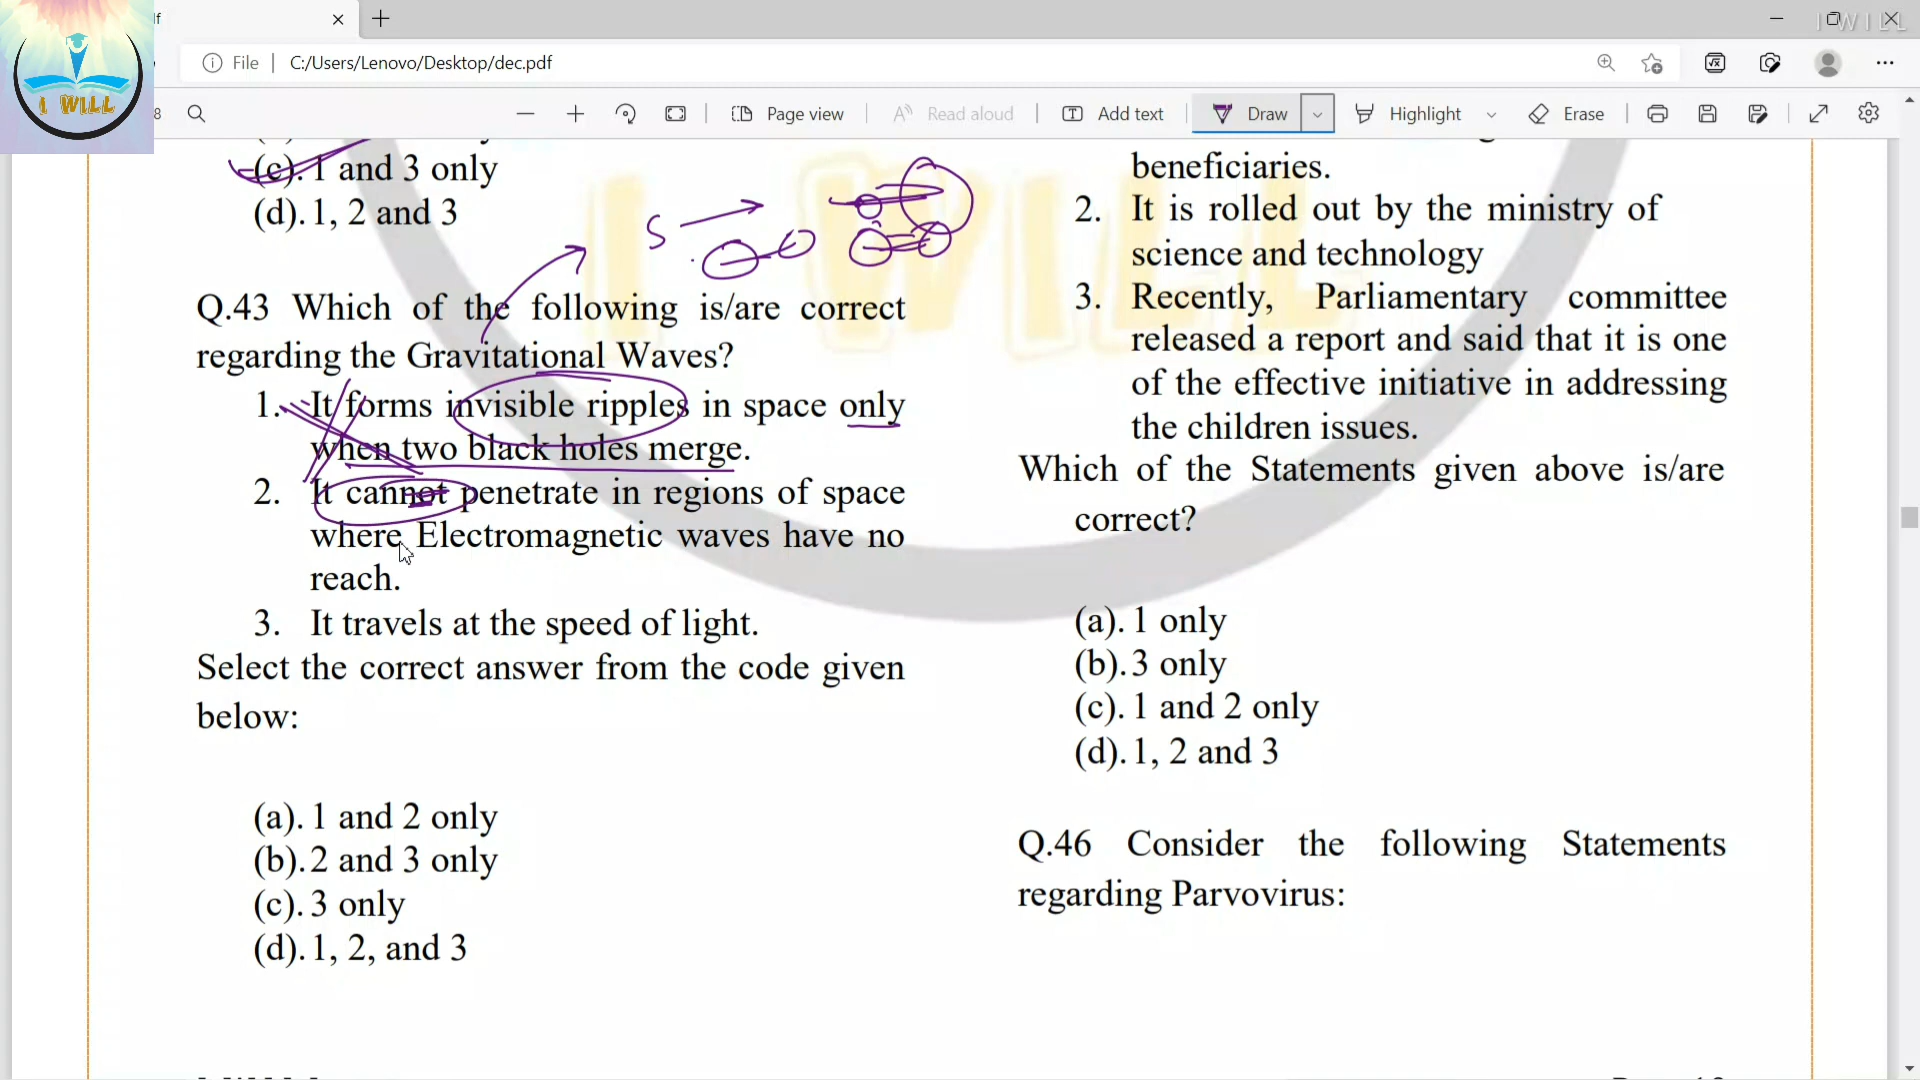 I WILL
df
I WILL
File
C:/Users/Lenovo/Desktop/dec.pdf
8
Page view
Read aloud
Add text
Draw
Highlight
Erase
(c). 1 and 3 only
(d). 1, 2 and 3
S
Q.43 Which of the following is/are correct
regarding the Gravitational Waves?
1. It forms invisible ripples in space only
when two black holes merge.
2. It cannot penetrate in regions of space
where Electromagnetic waves have no
reach.
3. It travels at the speed of light.
Select the correct answer from the code given
below:
(a). 1 and 2 only
(b). 2 and 3 only
(c). 3 only
(d). 1, 2, and 3
beneficiaries.
2. It is rolled out by the ministry of
science and technology
3. Recently, Parliamentary committee
released a report and said that it is one
of the effective initiative in addressing
the children issues.
Which of the Statements given above is/are
correct?
(a). 1 only
(b). 3 only
(c). 1 and 2 only
(d). 1, 2 and 3
Q.46 Consider the following Statements
regarding Parvovirus: